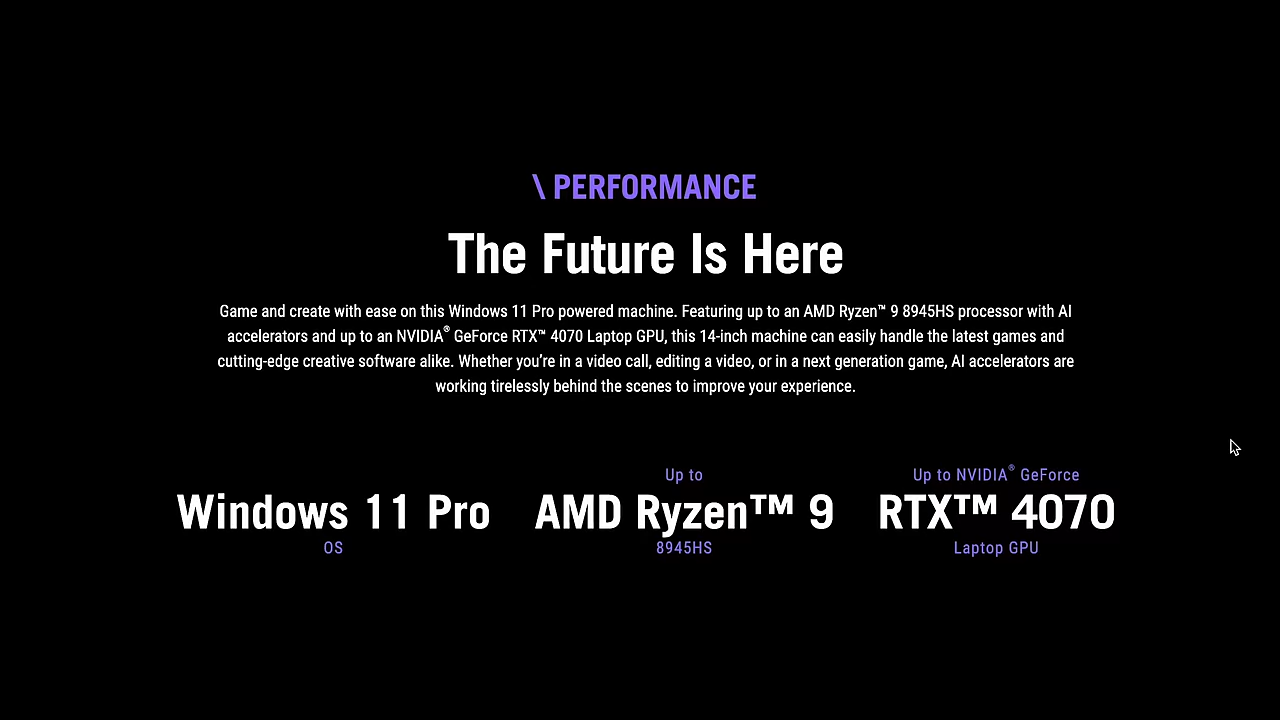 \ PERFORMANCE
The Future Is Here
Game and create with ease on this Windows 11 Pro powered machine. Featuring up to an AMD Ryzen™ 9 8945HS processor with AI
accelerators and up to an NVIDIA® GeForce RTX™ 4070 Laptop GPU, this 14-inch machine can easily handle the latest games and
cutting-edge creative software alike. Whether you’re in a video call, editing a video, or in a next generation game, AI accelerators are
working tirelessly behind the scenes to improve your experience.
Windows 11 Pro
OS
Up to
AMD Ryzen™ 9
8945HS
Up to NVIDIA® GeForce
RTX™ 4070
Laptop GPU